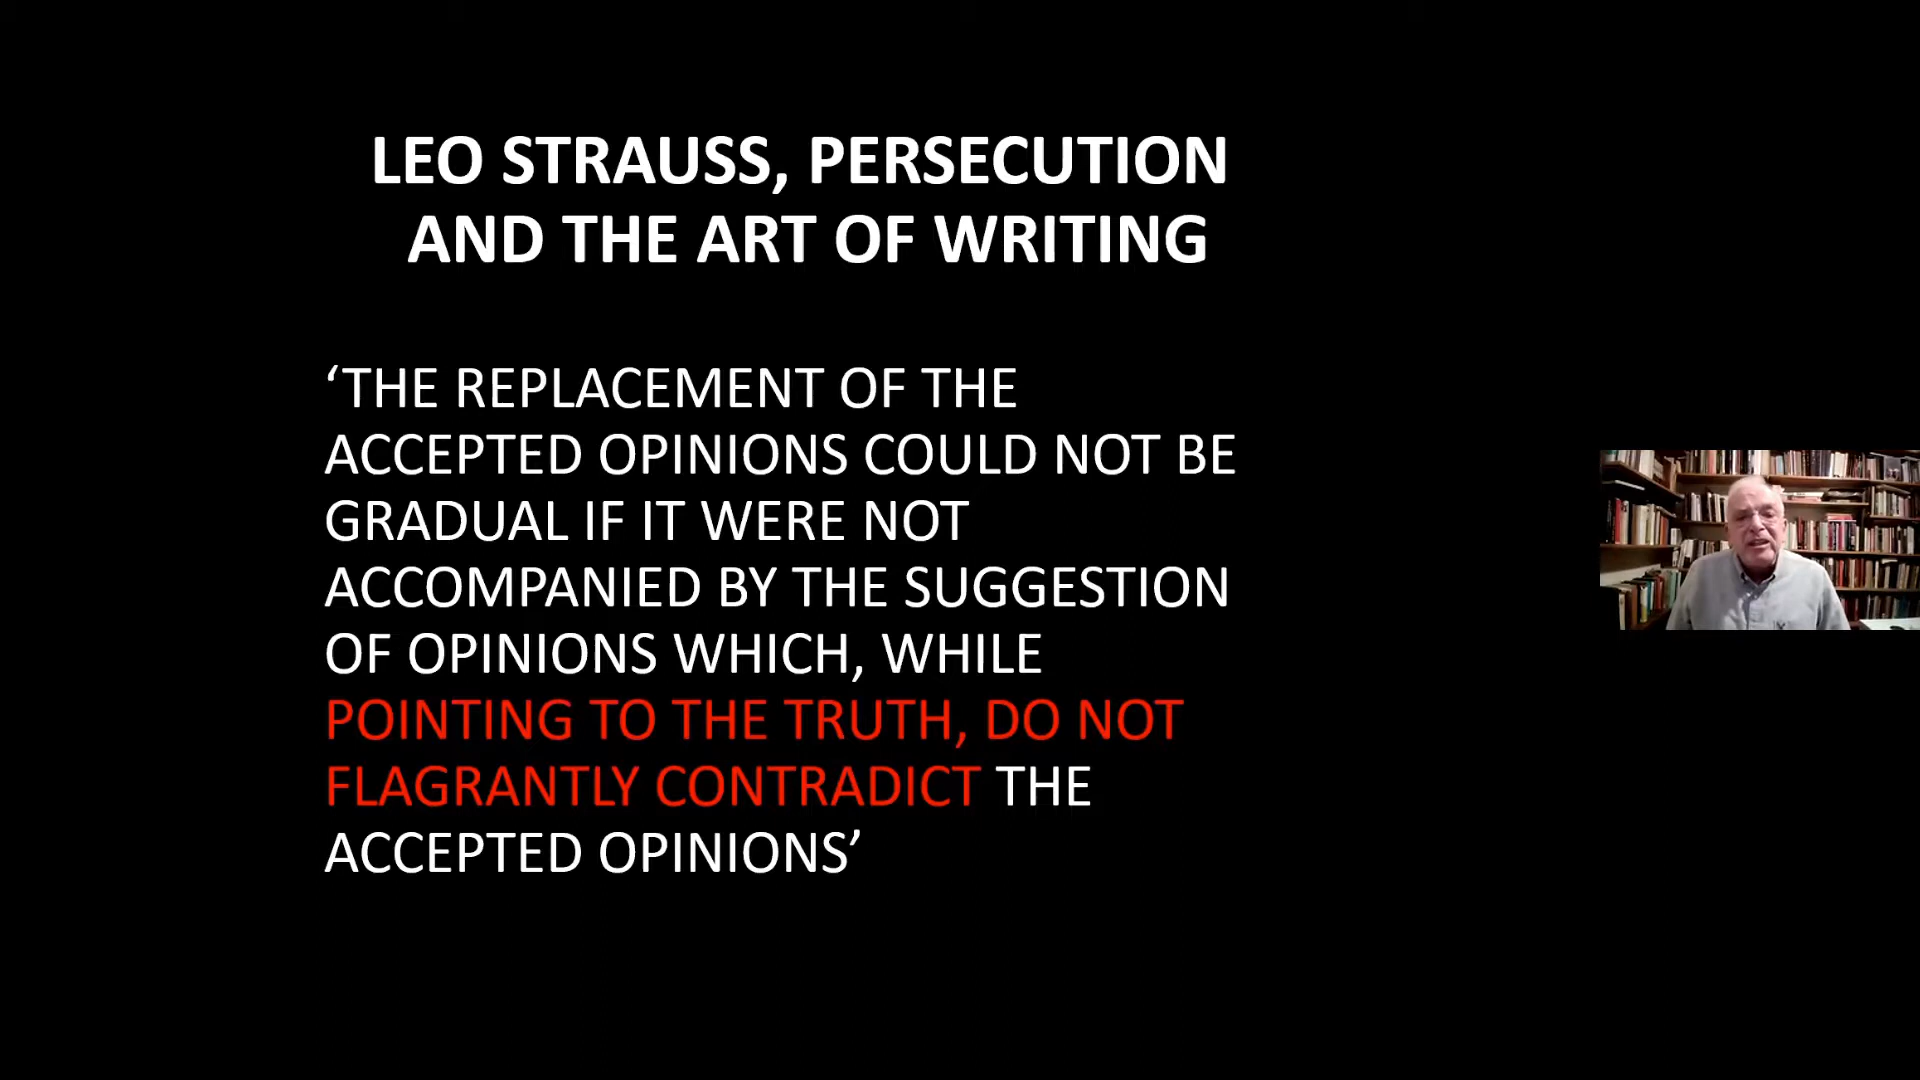 LEO STRAUSS, PERSECUTION
AND THE ART OF WRITING
‘THE REPLACEMENT OF THE
ACCEPTED OPINIONS COULD NOT BE
GRADUAL IF IT WERE NOT
ACCOMPANIED BY THE SUGGESTION
OF OPINIONS WHICH, WHILE
POINTING TO THE TRUTH, DO NOT
FLAGRANTLY CONTRADICT THE
ACCEPTED OPINIONS’